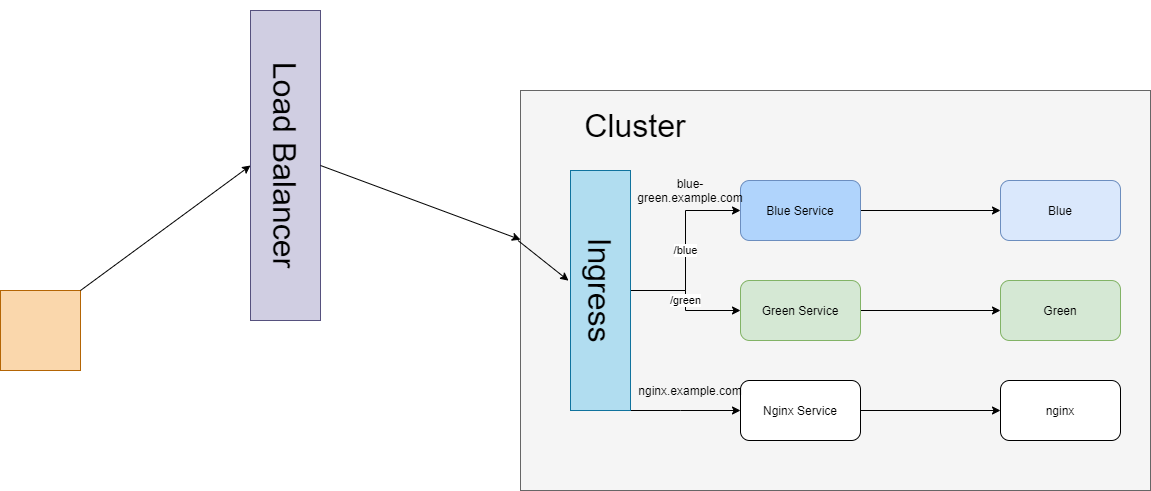 Load Balancer
Cluster
Ingress
blue-
green.example.com
/blue
/green
nginx.example.com
Blue Service
Blue
Green Service
Green
Nginx Service
nginx